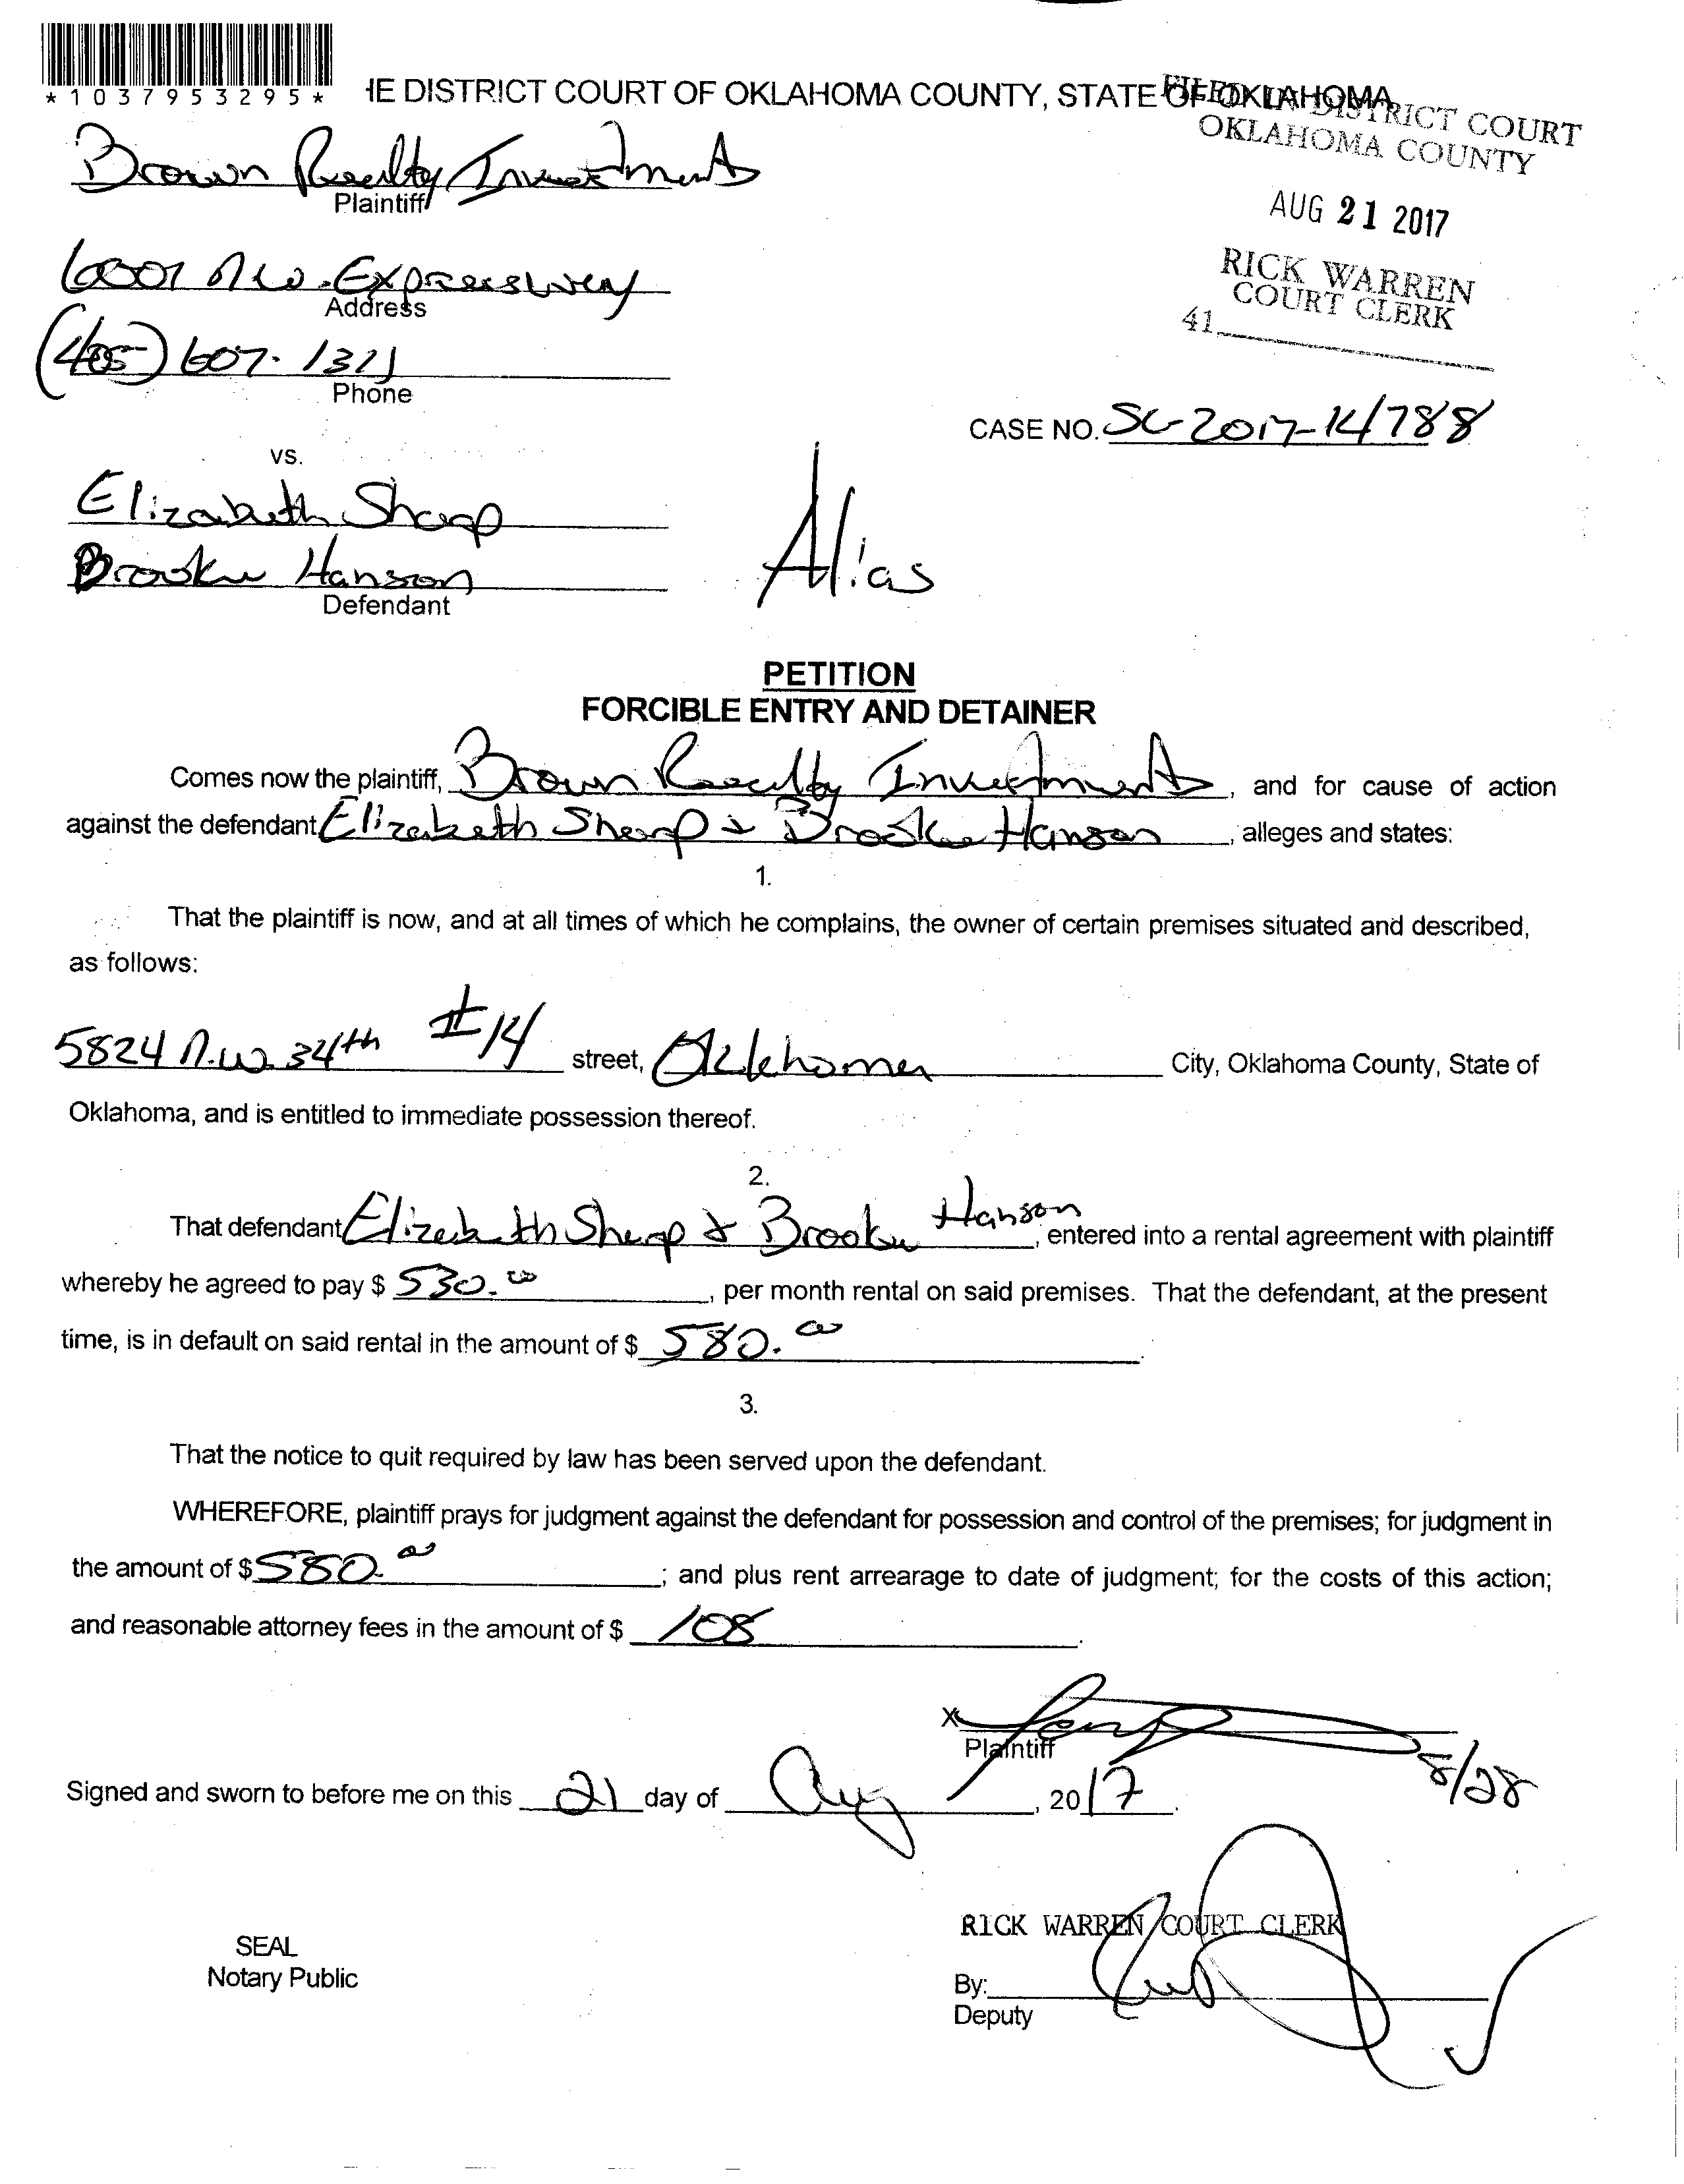 *1037953295*
HE DISTRICT COURT OF OKLAHOMA COUNTY, STATE OF OKLAHOMA
FILED IN DISTRICT COURT
OKLAHOMA COUNTY
AUG 21 2017
RICK WARREN
COURT CLERK
41
Brown Realty Investments
Plaintiff
6001 N.W. Expressway
Address
(405) 607-1321
Phone
CASE NO. SC-2017-14788
vs.
Elizabeth Sharp
Brooke Hanson
Defendant
Alias
PETITION
FORCIBLE ENTRY AND DETAINER
Comes now the plaintiff, Brown Realty Investments, and for cause of action
against the defendant Elizabeth Sharp & Brooke Hanson, alleges and states:
1.
That the plaintiff is now, and at all times of which he complains, the owner of certain premises situated and described,
as follows:
5824 N.W. 34th #14 street, Oklahoma City, Oklahoma County, State of
Oklahoma, and is entitled to immediate possession thereof.
2.
That defendant Elizabeth Sharp & Brooke Hanson, entered into a rental agreement with plaintiff
whereby he agreed to pay $ 530.00, per month rental on said premises. That the defendant, at the present
time, is in default on said rental in the amount of $ 580.00.
3.
That the notice to quit required by law has been served upon the defendant.
WHEREFORE, plaintiff prays for judgment against the defendant for possession and control of the premises; for judgment in
the amount of $ 580.00; and plus rent arrearage to date of judgment; for the costs of this action;
and reasonable attorney fees in the amount of $ 108.
X
Plaintiff
8/28
Signed and sworn to before me on this 21 day of Aug, 2017.
RICK WARREN COURT CLERK
SEAL
Notary Public
By:
Deputy